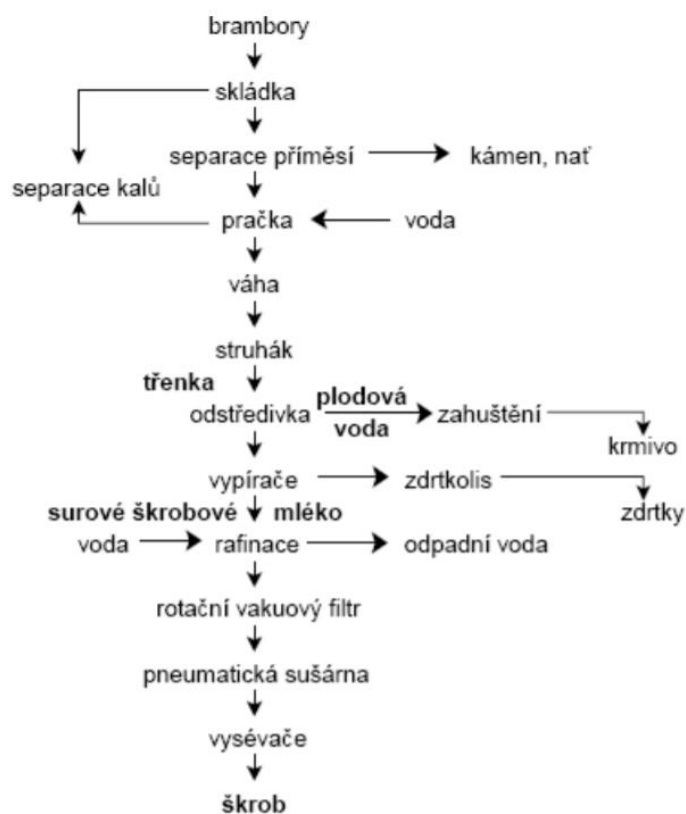 brambory
skládka
separace příměsí
kámen, nať
separace kalů
pračka
voda
váha
struhák
třenka
odstředivka
plodová
voda
zahuštění
krmivo
vypírače
zdrtkolis
zdrtky
surové škrobové mléko
voda
rafinace
odpadní voda
rotační vakuový filtr
pneumatická sušárna
vysévače
škrob